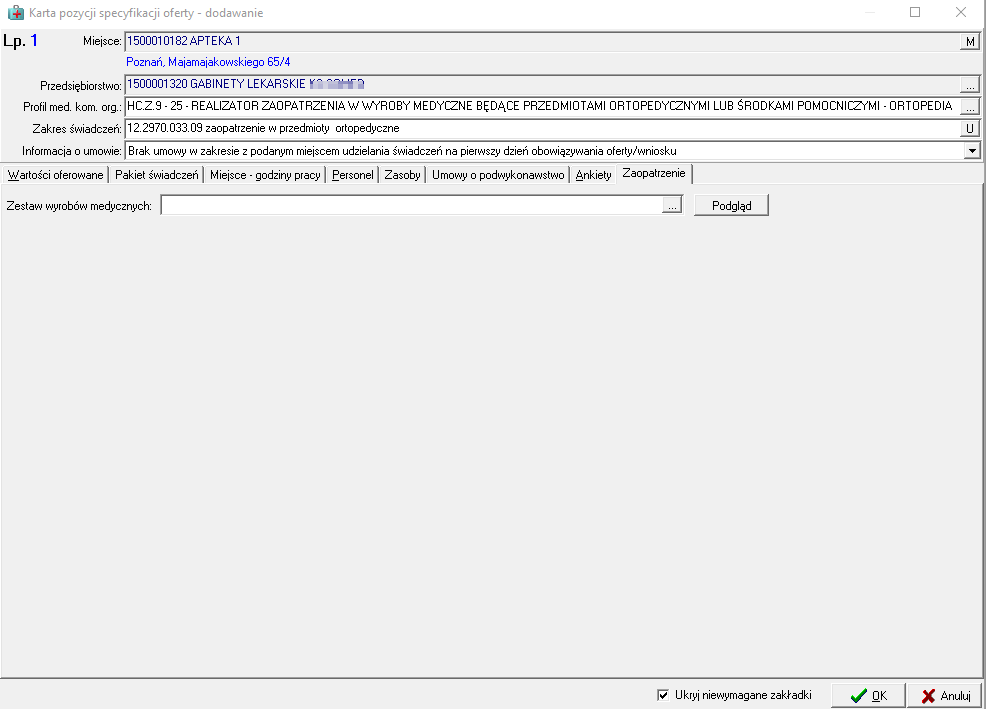 Karta pozycji specyfikacji oferty - dodawanie
Lp. 1 Miejsce: 1500010182 APTEKA 1 M
Poznań, Majamajakowskiego 65/4
Przedsiębiorstwo: 1500001320 GABINETY LEKARSKIE ...
Profil med. kom. org.: HC.Z.9 - 25 - REALIZATOR ZAOPATRZENIA W WYROBY MEDYCZNE BĘDĄCE PRZEDMIOTAMI ORTOPEDYCZNYMI LUB ŚRODKAMI POMOCNICZYMI - ORTOPEDIA ...
Zakres świadczeń: 12.2970.033.09 zaopatrzenie w przedmioty ortopedyczne U
Informacja o umowie: Brak umowy w zakresie z podanym miejscem udzielania świadczeń na pierwszy dzień obowiązywania oferty/wniosku
Wartości oferowane Pakiet świadczeń Miejsce - godziny pracy Personel Zasoby Umowy o podwykonawstwo Ankiety Zaopatrzenie
Zestaw wyrobów medycznych: ... Podgląd
Ukryj niewymagane zakładki OK Anuluj